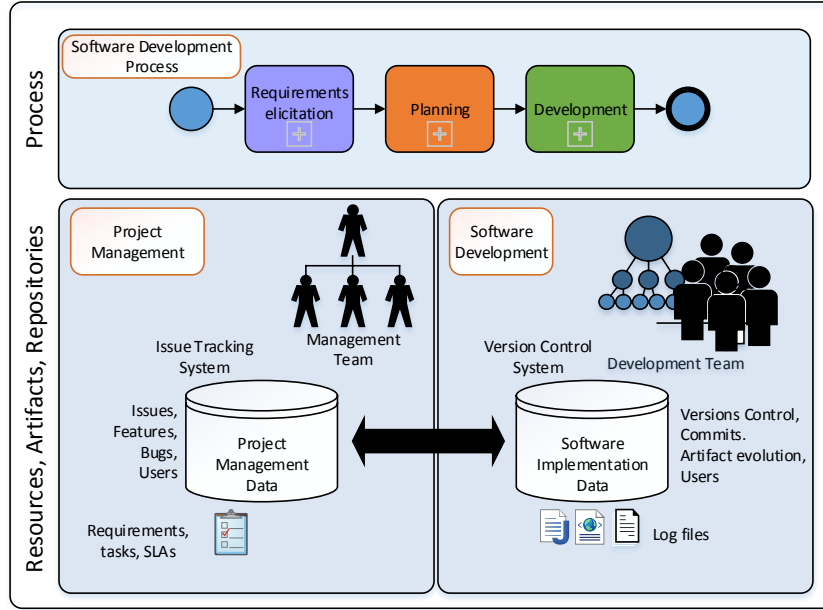 Process
Software Development
Process
Requirements
elicitation
Planning
Development
Resources, Artifacts, Repositories
Project
Management
Management
Team
Issue Tracking
System
Issues,
Features,
Bugs,
Users
Project
Management
Data
Requirements,
tasks, SLAs
Software
Development
Development Team
Version Control
System
Software
Implementation
Data
Versions Control,
Commits.
Artifact evolution,
Users
Log files